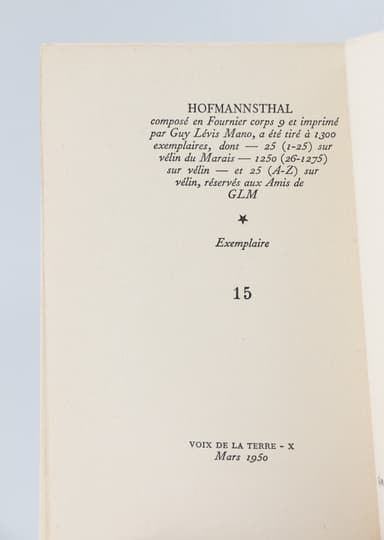 HOFMANNSTHAL
composé en Fournier corps 9 et imprimé
par Guy Lévis Mano, a été tiré à 1300
exemplaires, dont — 25 (1-25) sur
vélin du Marais — 1250 (26-1275)
sur vélin — et 25 (A-Z) sur
vélin, réservés aux Amis de
GLM
Exemplaire
15
VOIX DE LA TERRE - X
Mars 1950